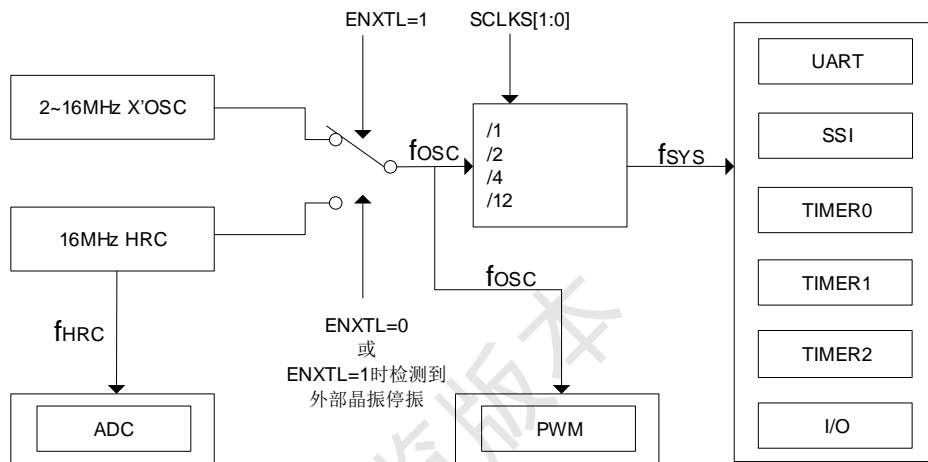 ENXTL=1
SCLKS[1:0]
2~16MHz X'OSC
16MHz HRC
fOSC
/1
/2
/4
/12
fSYS
UART
SSI
TIMER0
TIMER1
TIMER2
I/O
fHRC
fOSC
ENXTL=0
或
ENXTL=1时检测到
外部晶振停振
ADC
PWM
版本